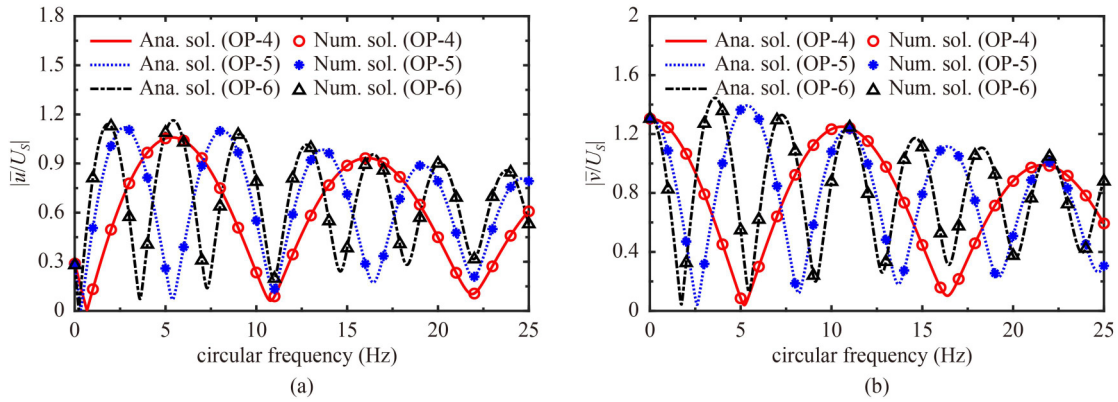 1.8
1.5
1.2
0.9
0.6
0.3
0
|ū/U_S|
Ana. sol. (OP-4) Num. sol. (OP-4)
Ana. sol. (OP-5) Num. sol. (OP-5)
Ana. sol. (OP-6) Num. sol. (OP-6)
0 5 10 15 20 25
circular frequency (Hz)
(a)
2
1.6
1.2
0.8
0.4
0
|v̄/U_S|
Ana. sol. (OP-4) Num. sol. (OP-4)
Ana. sol. (OP-5) Num. sol. (OP-5)
Ana. sol. (OP-6) Num. sol. (OP-6)
0 5 10 15 20 25
circular frequency (Hz)
(b)